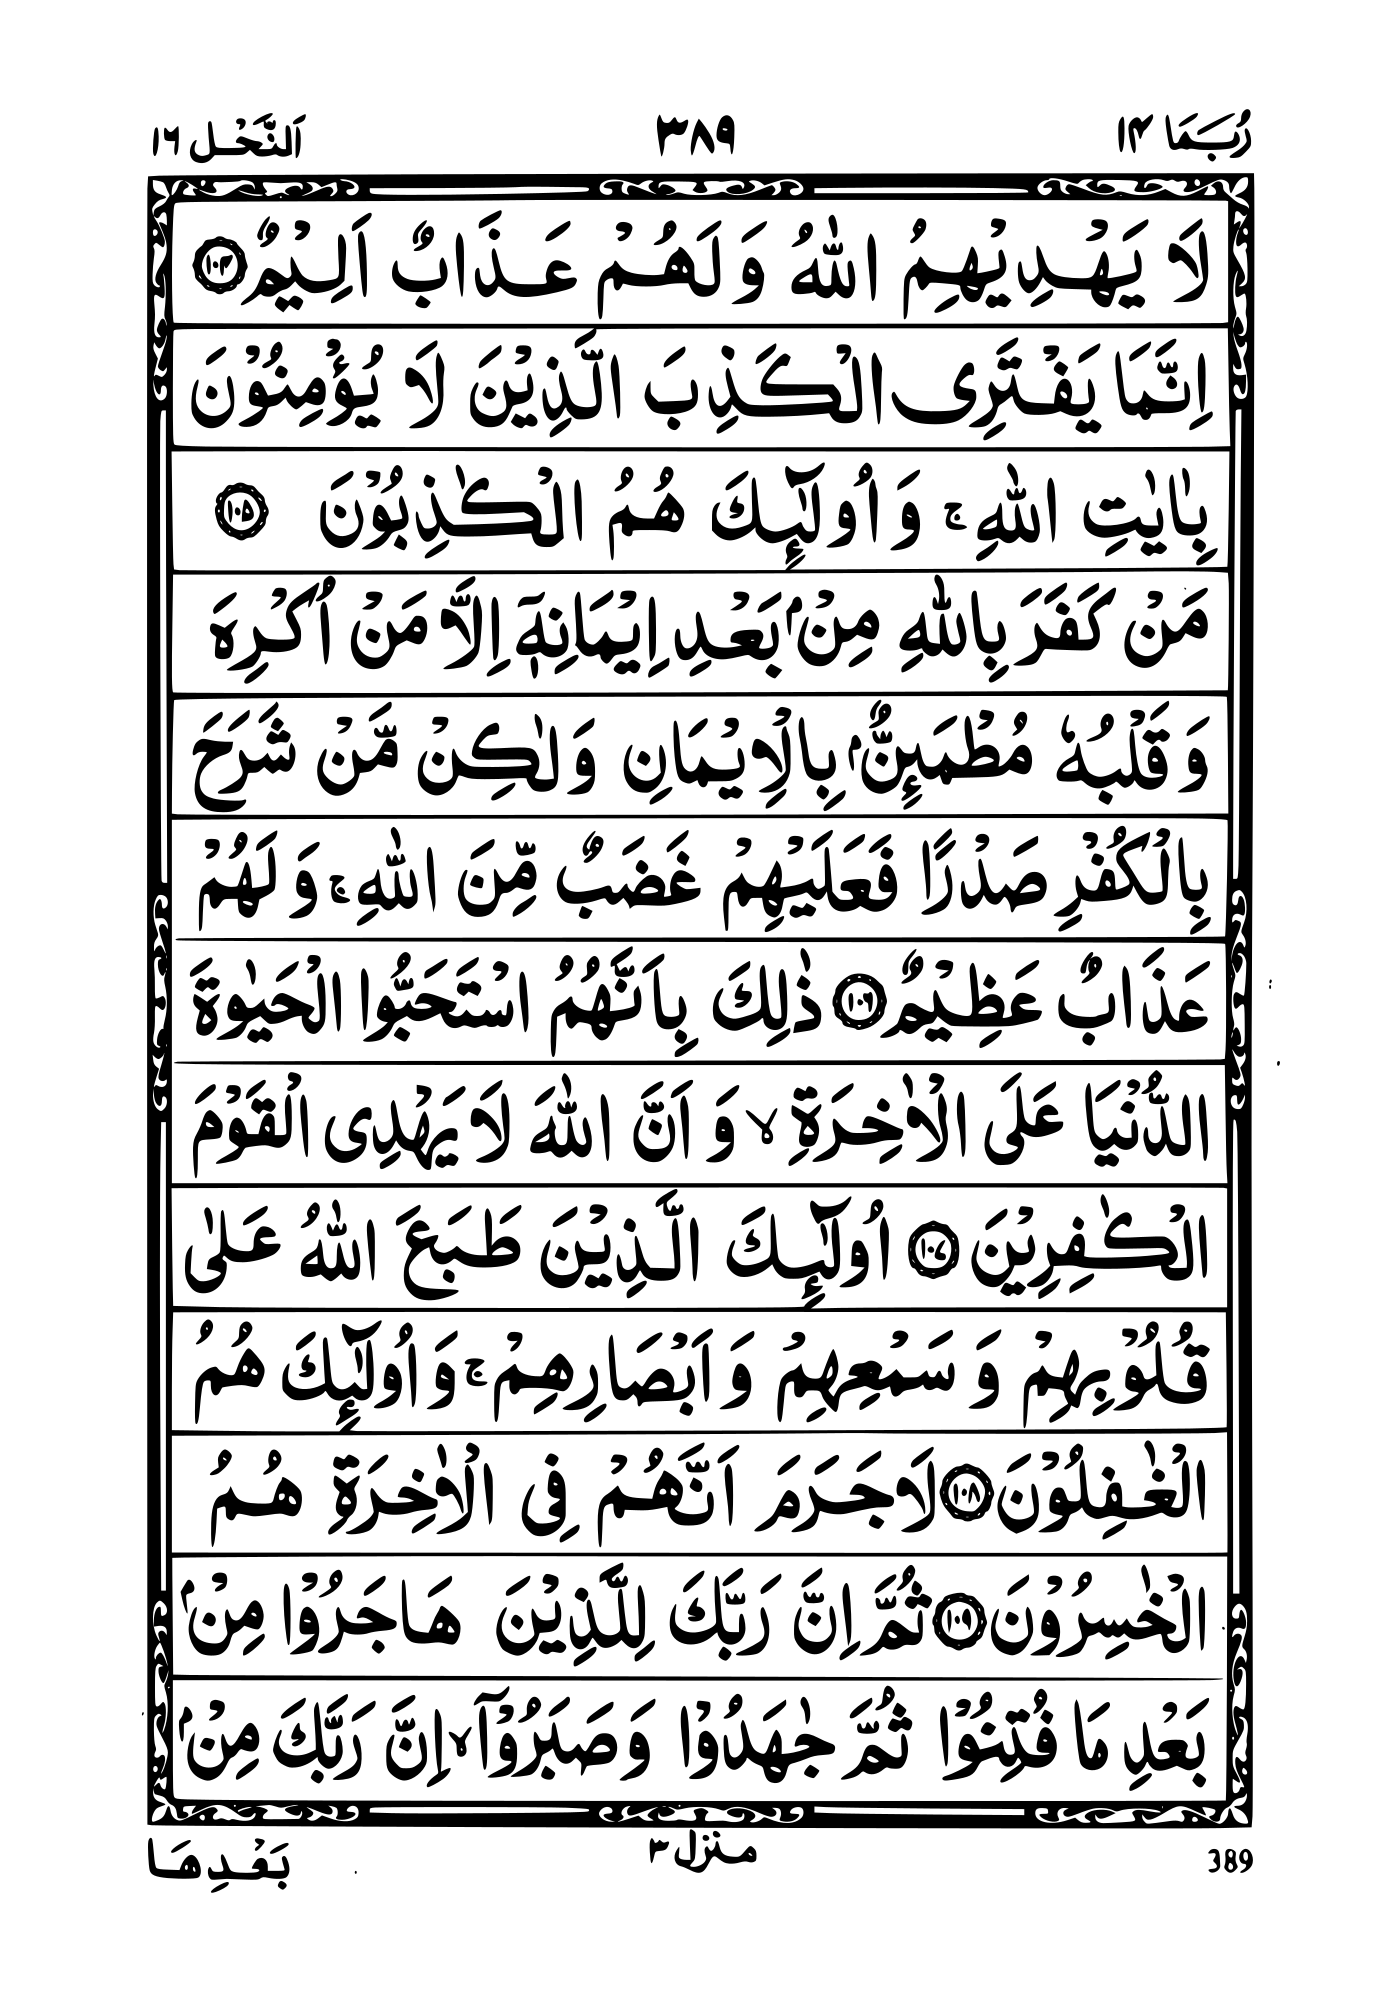 رُبَمَا ۱۴
۳۸۹
اَلنَّحْل ۱۶
لَا يَهْدِيْهِمُ اللّٰهُ وَ لَهُمْ عَذَابٌ اَلِيْمٌ ﴿۱۰۴﴾
اِنَّمَا يَفْتَرِى الْكَذِبَ الَّذِيْنَ لَا يُؤْمِنُوْنَ
بِاٰيٰتِ اللّٰهِ ۚ وَ اُولٰٓئِكَ هُمُ الْكٰذِبُوْنَ ﴿۱۰۵﴾
مَنْ كَفَرَ بِاللّٰهِ مِنْۢ بَعْدِ اِيْمَانِهٖۤ اِلَّا مَنْ اُكْرِهَ
وَ قَلْبُهٗ مُطْمَئِنٌّۢ بِالْاِيْمَانِ وَ لٰكِنْ مَّنْ شَرَحَ
بِالْكُفْرِ صَدْرًا فَعَلَيْهِمْ غَضَبٌ مِّنَ اللّٰهِ ۚ وَ لَهُمْ
عَذَابٌ عَظِيْمٌ ﴿۱۰۶﴾ ذٰلِكَ بِاَنَّهُمُ اسْتَحَبُّوا الْحَيٰوةَ
الدُّنْيَا عَلَى الْاٰخِرَةِ ۙ وَ اَنَّ اللّٰهَ لَا يَهْدِى الْقَوْمَ
الْكٰفِرِيْنَ ﴿۱۰۷﴾ اُولٰٓئِكَ الَّذِيْنَ طَبَعَ اللّٰهُ عَلٰى
قُلُوْبِهِمْ وَ سَمْعِهِمْ وَ اَبْصَارِهِمْ ۚ وَ اُولٰٓئِكَ هُمُ
الْغٰفِلُوْنَ ﴿۱۰۸﴾ لَا جَرَمَ اَنَّهُمْ فِى الْاٰخِرَةِ هُمُ
الْخٰسِرُوْنَ ﴿۱۰۹﴾ ثُمَّ اِنَّ رَبَّكَ لِلَّذِيْنَ هَاجَرُوْا مِنْۢ
بَعْدِ مَا فُتِنُوْا ثُمَّ جٰهَدُوْا وَ صَبَرُوْۤا ۙ اِنَّ رَبَّكَ مِنْۢ
389
منزل ۳
بَعْدِهَا